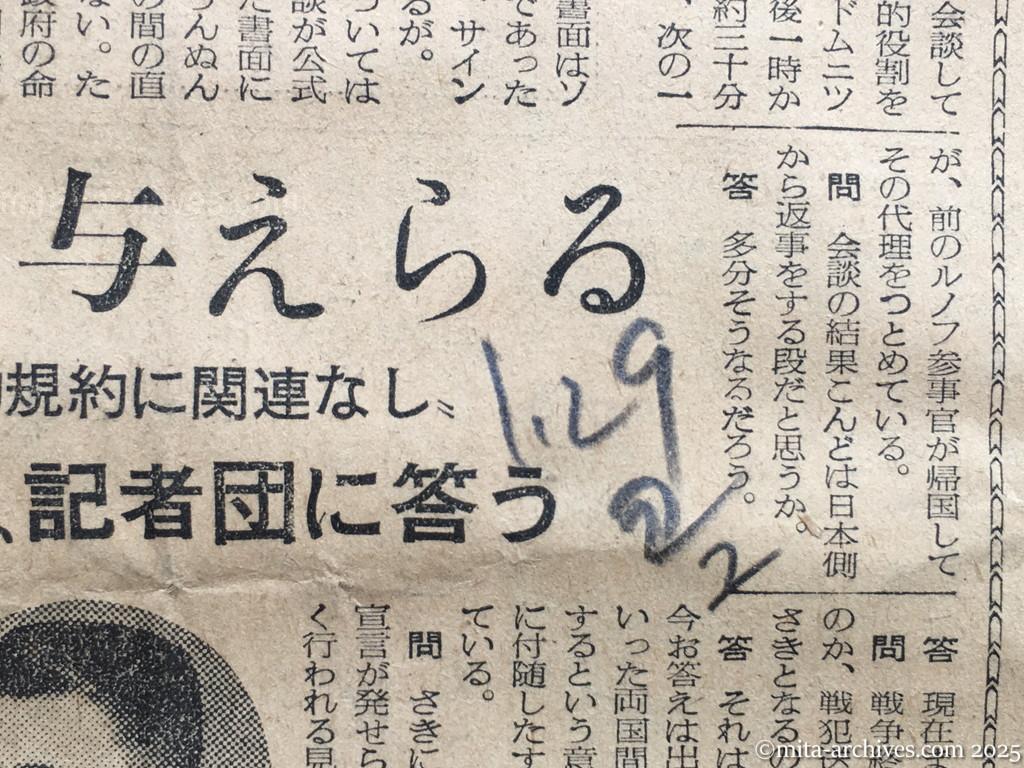 会談して
的役割を
ドムニツ
後一時か
約三十分
、次の一
書面はソ
であった
サイン
るが。
ついては
談が公式
た書面に
んぬん
の間の直
ない。た
政府の命
が、前のルノフ参事官が帰国して
その代理をつとめている。
問　会談の結果こんどは日本側
から返事をする段だと思うか。
答　多分そうなるだろう。
与えらる
規約に関連なし〟
、記者団に答う
1.29
2
答　現在
問　戦争
のか、戦犯
さきとなるの
答　それは
今お答えは出
いった両国間
するという意
に付随したす
ている。
問　さきに
宣言が発せら
く行われる見
©mita-archives.com 2025